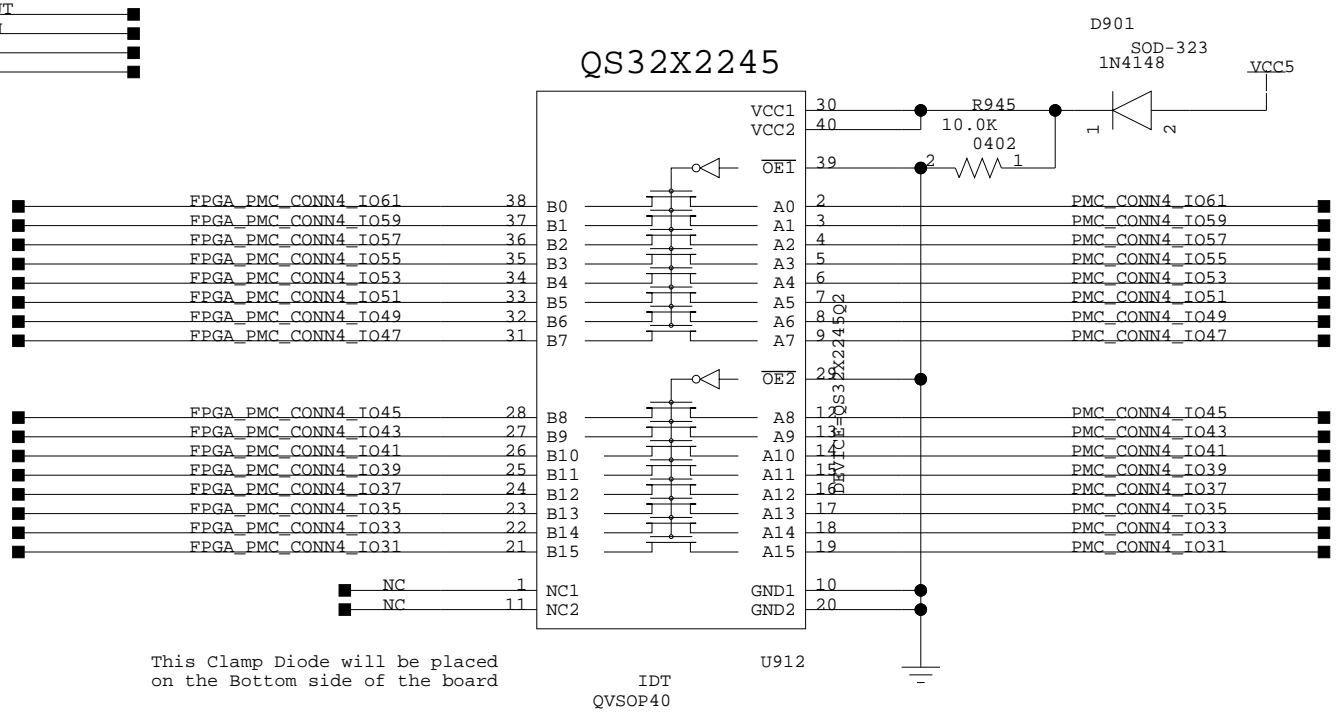 D901
SOD-323
1N4148
VCC5
QS32X2245
VCC1 30
VCC2 40
R945
10.0K
0402
1 2
OE1 39
2 1
FPGA_PMC_CONN4_IO61 38 B0 A0 2 PMC_CONN4_IO61
FPGA_PMC_CONN4_IO59 37 B1 A1 3 PMC_CONN4_IO59
FPGA_PMC_CONN4_IO57 36 B2 A2 4 PMC_CONN4_IO57
FPGA_PMC_CONN4_IO55 35 B3 A3 5 PMC_CONN4_IO55
FPGA_PMC_CONN4_IO53 34 B4 A4 6 PMC_CONN4_IO53
FPGA_PMC_CONN4_IO51 33 B5 A5 7 PMC_CONN4_IO51
FPGA_PMC_CONN4_IO49 32 B6 A6 8 PMC_CONN4_IO49
FPGA_PMC_CONN4_IO47 31 B7 A7 9 PMC_CONN4_IO47
DEVICE=QS32X2245Q2
OE2 29
FPGA_PMC_CONN4_IO45 28 B8 A8 12 PMC_CONN4_IO45
FPGA_PMC_CONN4_IO43 27 B9 A9 13 PMC_CONN4_IO43
FPGA_PMC_CONN4_IO41 26 B10 A10 14 PMC_CONN4_IO41
FPGA_PMC_CONN4_IO39 25 B11 A11 15 PMC_CONN4_IO39
FPGA_PMC_CONN4_IO37 24 B12 A12 16 PMC_CONN4_IO37
FPGA_PMC_CONN4_IO35 23 B13 A13 17 PMC_CONN4_IO35
FPGA_PMC_CONN4_IO33 22 B14 A14 18 PMC_CONN4_IO33
FPGA_PMC_CONN4_IO31 21 B15 A15 19 PMC_CONN4_IO31
NC 1 NC1 GND1 10
NC 11 NC2 GND2 20
This Clamp Diode will be placed
on the Bottom side of the board
U912
IDT
QVSOP40